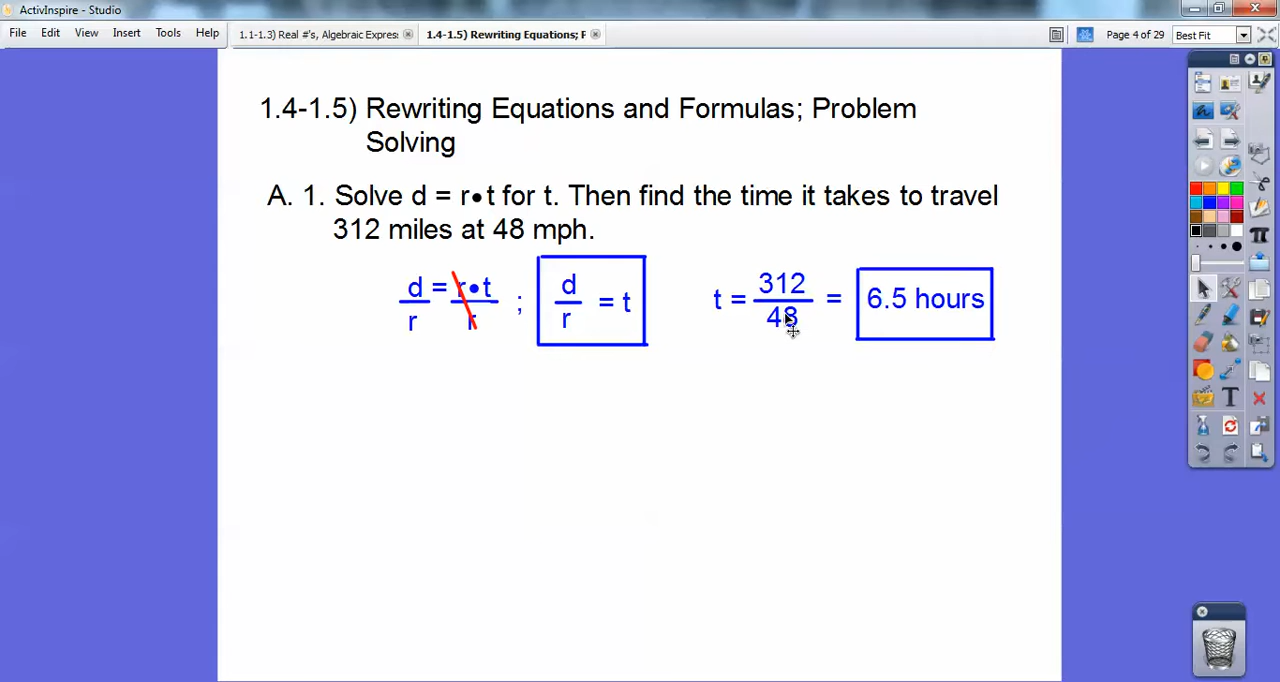 ActivInspire - Studio
File Edit View Insert Tools Help
1.1-1.3) Real #'s, Algebraic Expres:
1.4-1.5) Rewriting Equations; F
Page 4 of 29
Best Fit
1.4-1.5) Rewriting Equations and Formulas; Problem
Solving
A. 1. Solve d = r•t for t. Then find the time it takes to travel
312 miles at 48 mph.
d/r = r•t/r ; d/r = t
t = 312/48 = 6.5 hours